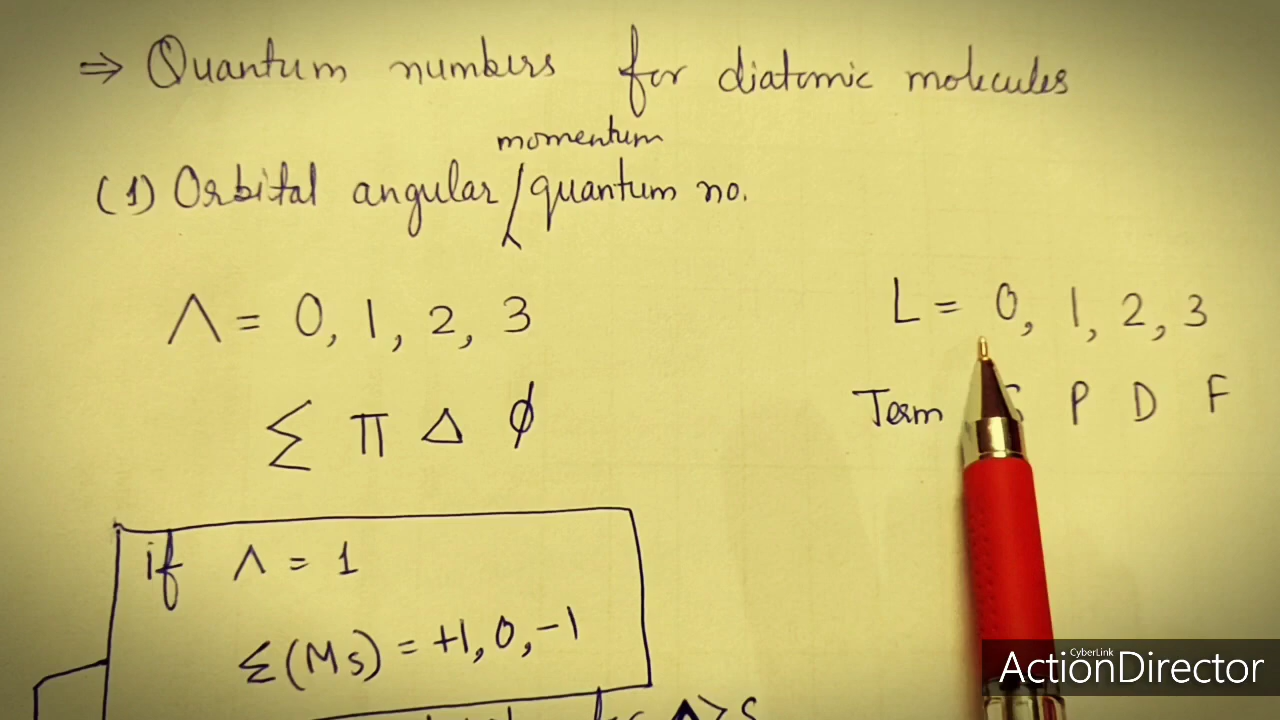 ⇒ Quantum numbers for diatomic molecules
momentum
(1) Orbital angular / quantum no.
Λ = 0, 1, 2, 3
Σ Π Δ ϕ
L = 0, 1, 2, 3
Term P D F
if Λ = 1
Σ(Ms) = +1, 0, -1
Λ > S
CyberLink
ActionDirector